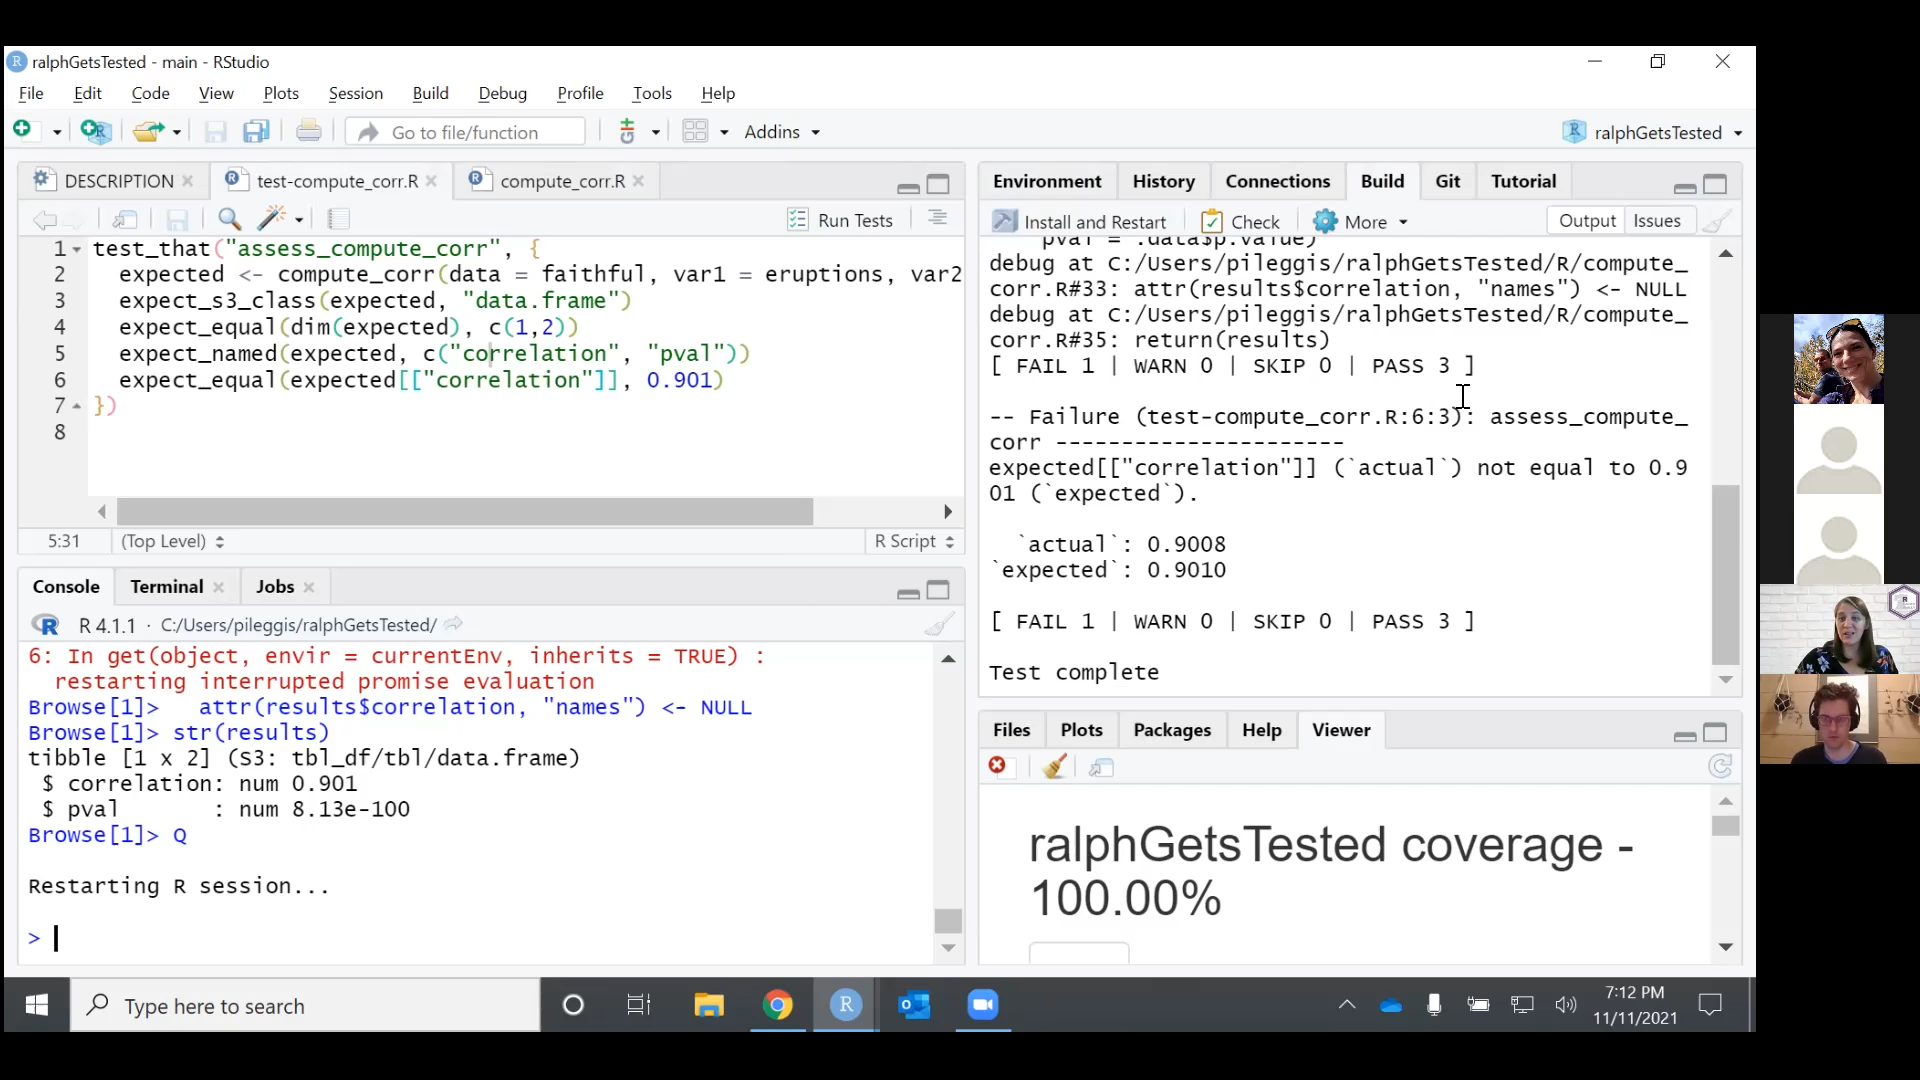 ralphGetsTested - main - RStudio
File Edit Code View Plots Session Build Debug Profile Tools Help
Go to file/function Addins ralphGetsTested
DESCRIPTION test-compute_corr.R compute_corr.R
Run Tests
1 test_that("assess_compute_corr", {
2 expected <- compute_corr(data = faithful, var1 = eruptions, var2
3 expect_s3_class(expected, "data.frame")
4 expect_equal(dim(expected), c(1,2))
5 expect_named(expected, c("correlation", "pval"))
6 expect_equal(expected[["correlation"]], 0.901)
7 })
8
5:31 (Top Level) R Script
Console Terminal Jobs
R 4.1.1 · C:/Users/pileggis/ralphGetsTested/
6: In get(object, envir = currentEnv, inherits = TRUE) :
restarting interrupted promise evaluation
Browse[1]> attr(results$correlation, "names") <- NULL
Browse[1]> str(results)
tibble [1 x 2] (S3: tbl_df/tbl/data.frame)
$ correlation: num 0.901
$ pval : num 8.13e-100
Browse[1]> Q
Restarting R session...
>
Environment History Connections Build Git Tutorial
Install and Restart Check More Output Issues
pval = .data$p.value)
debug at C:/Users/pileggis/ralphGetsTested/R/compute_
corr.R#33: attr(results$correlation, "names") <- NULL
debug at C:/Users/pileggis/ralphGetsTested/R/compute_
corr.R#35: return(results)
[ FAIL 1 | WARN 0 | SKIP 0 | PASS 3 ]
-- Failure (test-compute_corr.R:6:3): assess_compute_
corr ----------------------
expected[["correlation"]] (`actual`) not equal to 0.9
01 (`expected`).
`actual`: 0.9008
`expected`: 0.9010
[ FAIL 1 | WARN 0 | SKIP 0 | PASS 3 ]
Test complete
Files Plots Packages Help Viewer
ralphGetsTested coverage -
100.00%
Type here to search
7:12 PM
11/11/2021